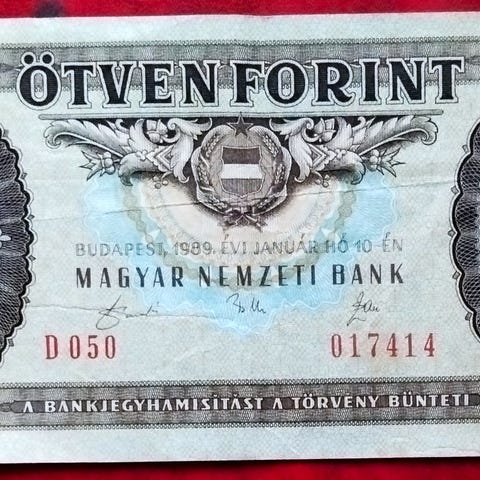 ÖTVEN FORINT
BUDAPEST, 1989. ÉVI JANUÁR HÓ 10-ÉN
MAGYAR NEMZETI BANK
D 050 017414
A BANKJEGYHAMISÍTÁST A TÖRVÉNY BÜNTETI